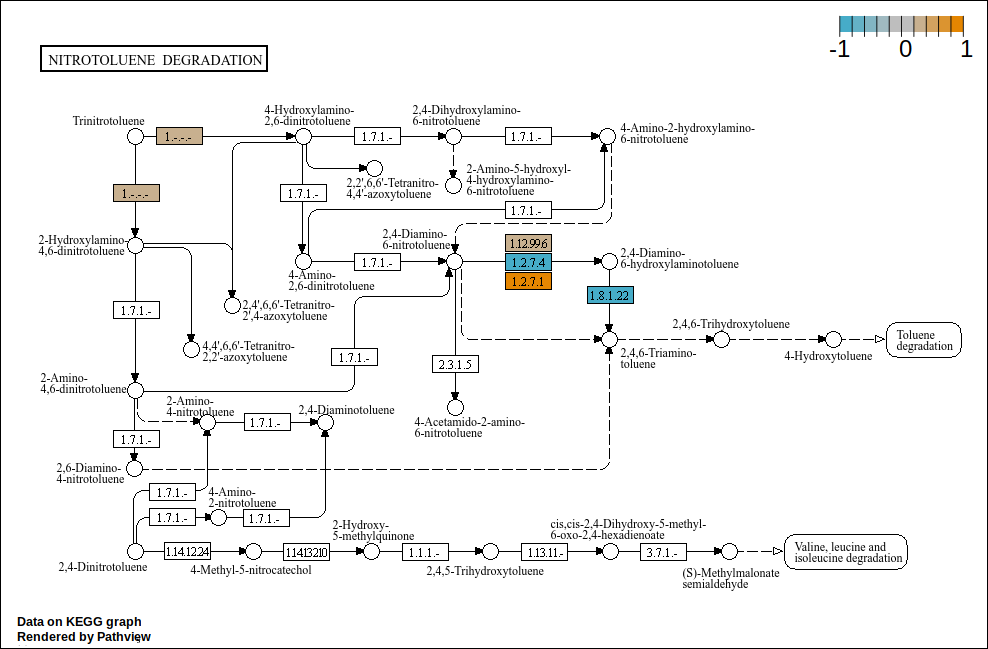 -1
0
1
NITROTOLUENE DEGRADATION
Trinitrotoluene
4-Hydroxylamino-
2,6-dinitrotoluene
2,4-Dihydroxylamino-
6-nitrotoluene
4-Amino-2-hydroxylamino-
6-nitrotoluene
1.-.-.-
1.7.1.-
1.7.1.-
2,2',6,6'-Tetranitro-
4,4'-azoxytoluene
2-Amino-5-hydroxyl-
4-hydroxylamino-
6-nitrotoluene
1.-.-.-
1.7.1.-
1.7.1.-
2-Hydroxylamino-
4,6-dinitrotoluene
2,4-Diamino-
6-nitrotoluene
1.12.99.6
1.2.7.4
1.2.7.1
2,4-Diamino-
6-hydroxylaminotoluene
1.7.1.-
4-Amino-
2,6-dinitrotoluene
1.8.1.22
1.7.1.-
2,4',6,6'-Tetranitro-
2',4-azoxytoluene
4,4',6,6'-Tetranitro-
2,2'-azoxytoluene
1.7.1.-
2.3.1.5
2,4,6-Triamino-
toluene
2,4,6-Trihydroxytoluene
4-Hydroxytoluene
Toluene
degradation
2-Amino-
4,6-dinitrotoluene
2-Amino-
4-nitrotoluene
1.7.1.-
2,4-Diaminotoluene
4-Acetamido-2-amino-
6-nitrotoluene
1.7.1.-
2,6-Diamino-
4-nitrotoluene
1.7.1.-
4-Amino-
2-nitrotoluene
1.7.1.-
1.7.1.-
2-Hydroxy-
5-methylquinone
cis,cis-2,4-Dihydroxy-5-methyl-
6-oxo-2,4-hexadienoate
2,4-Dinitrotoluene
1.14.12.24
4-Methyl-5-nitrocatechol
1.14.13.210
1.1.1.-
2,4,5-Trihydroxytoluene
1.13.11.-
3.7.1.-
(S)-Methylmalonate
semialdehyde
Valine, leucine and
isoleucine degradation
Data on KEGG graph
Rendered by Pathview